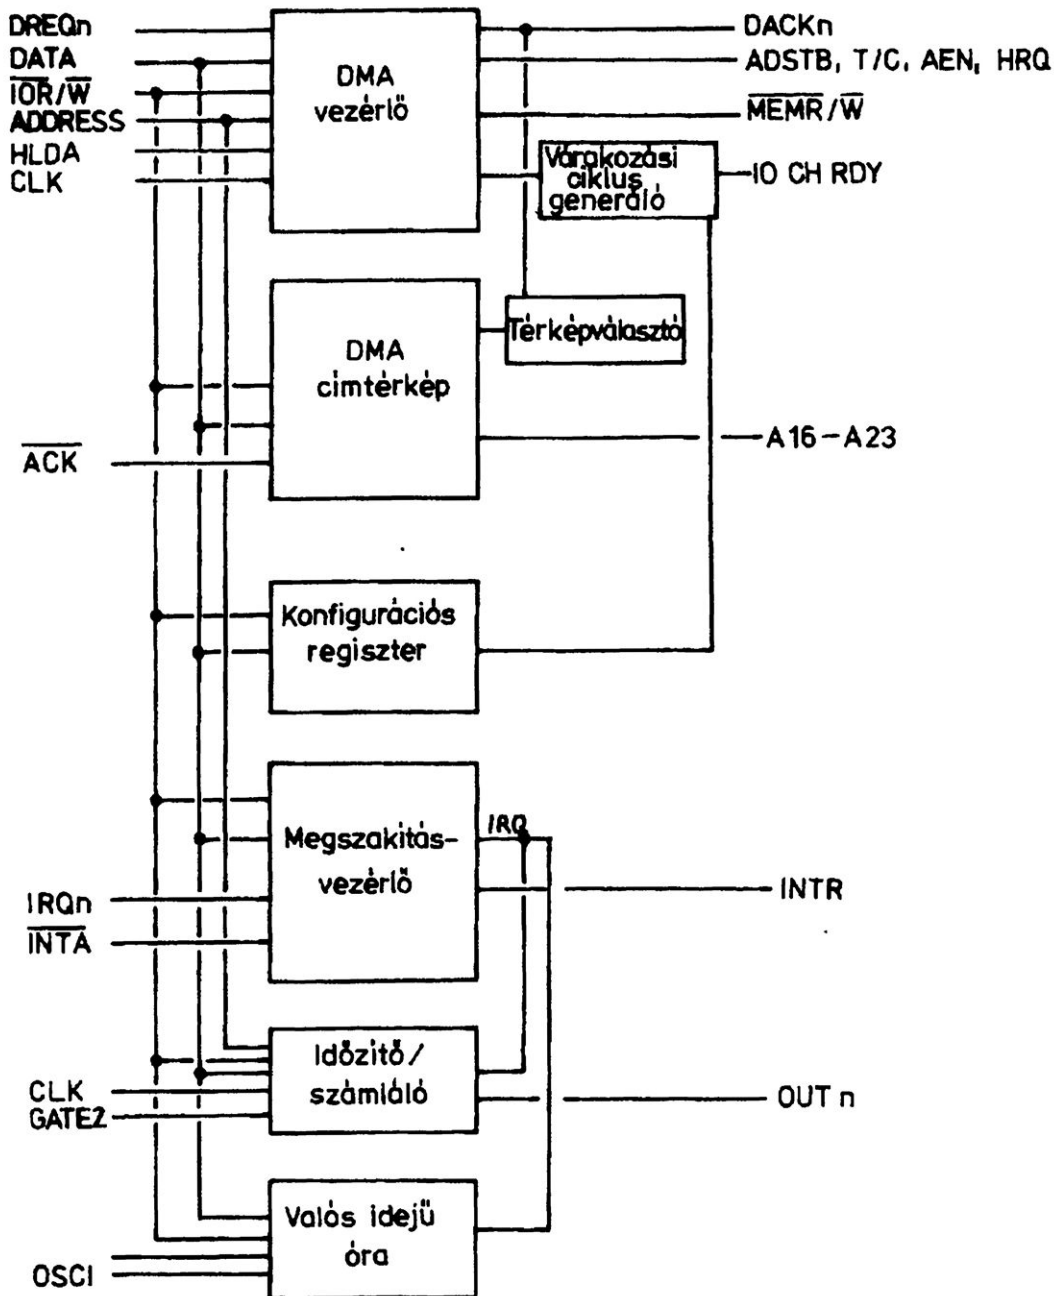 DREQn
DATA
IOR/W
ADDRESS
HLDA
CLK
DMA
vezérlő
DACKn
ADSTB, T/C, AEN, HRQ
MEMR/W
Várakozási
ciklus
generáló
IO CH RDY
DMA
címtérkép
Térképválasztó
ACK
A16-A23
Konfigurációs
regiszter
Megszakítás-
vezérlő
IRQ
IRQn
INTA
INTR
Időzítő/
számláló
CLK
GATE2
OUT n
Valós idejű
óra
OSCI